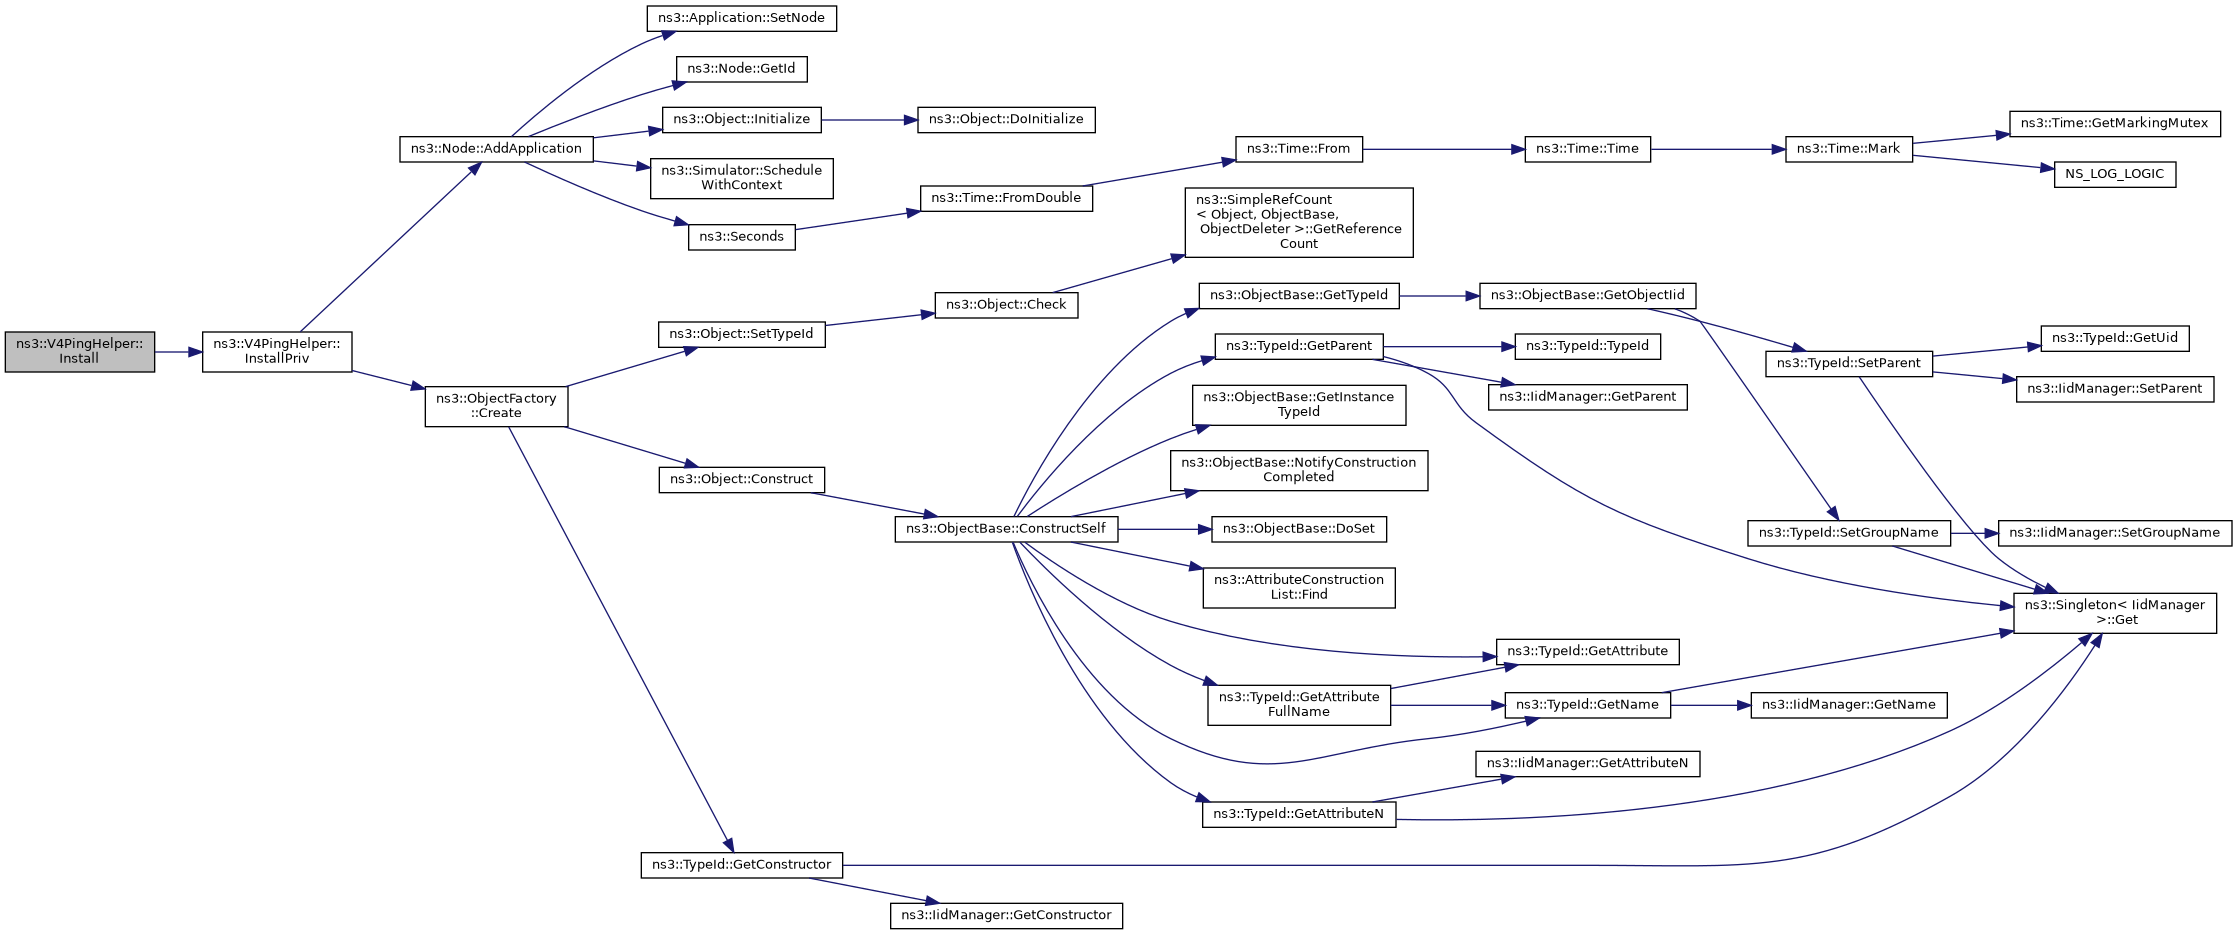 ns3::V4PingHelper::
Install
ns3::V4PingHelper::
InstallPriv
ns3::Node::AddApplication
ns3::ObjectFactory
::Create
ns3::Application::SetNode
ns3::Node::GetId
ns3::Object::Initialize
ns3::Simulator::Schedule
WithContext
ns3::Seconds
ns3::Object::SetTypeId
ns3::Object::Construct
ns3::TypeId::GetConstructor
ns3::Object::DoInitialize
ns3::Time::FromDouble
ns3::Object::Check
ns3::ObjectBase::ConstructSelf
ns3::IidManager::GetConstructor
ns3::Time::From
ns3::SimpleRefCount
< Object, ObjectBase,
ObjectDeleter >::GetReference
Count
ns3::ObjectBase::GetTypeId
ns3::TypeId::GetParent
ns3::ObjectBase::GetInstance
TypeId
ns3::ObjectBase::NotifyConstruction
Completed
ns3::ObjectBase::DoSet
ns3::AttributeConstruction
List::Find
ns3::TypeId::GetAttribute
FullName
ns3::TypeId::GetAttributeN
ns3::Time::Time
ns3::ObjectBase::GetObjectIid
ns3::TypeId::TypeId
ns3::IidManager::GetParent
ns3::TypeId::GetAttribute
ns3::TypeId::GetName
ns3::IidManager::GetAttributeN
ns3::Time::Mark
ns3::TypeId::SetParent
ns3::TypeId::SetGroupName
ns3::IidManager::GetName
ns3::Time::GetMarkingMutex
NS_LOG_LOGIC
ns3::TypeId::GetUid
ns3::IidManager::SetParent
ns3::IidManager::SetGroupName
ns3::Singleton< IidManager
>::Get